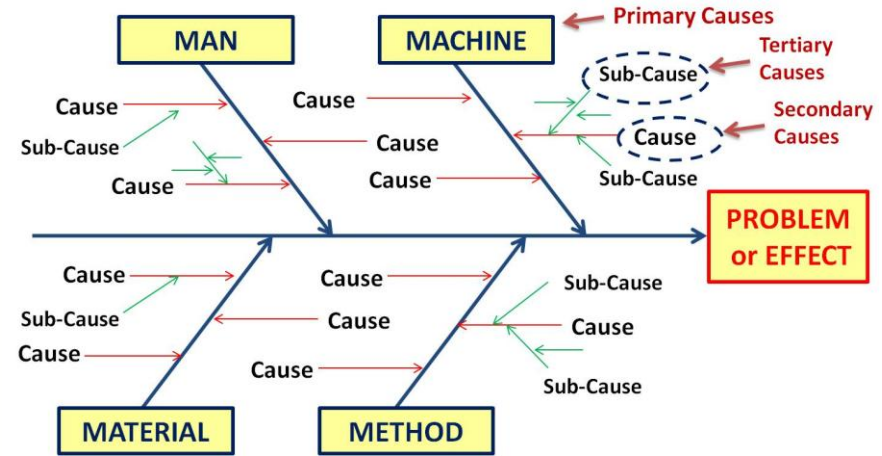 Primary Causes
MAN
MACHINE
Tertiary
Causes
Sub-Cause
Cause
Cause
Secondary
Causes
Sub-Cause
Cause
Cause
Cause
Cause
Sub-Cause
PROBLEM
or EFFECT
Cause
Cause
Sub-Cause
Sub-Cause
Cause
Cause
Cause
Cause
Sub-Cause
MATERIAL
METHOD